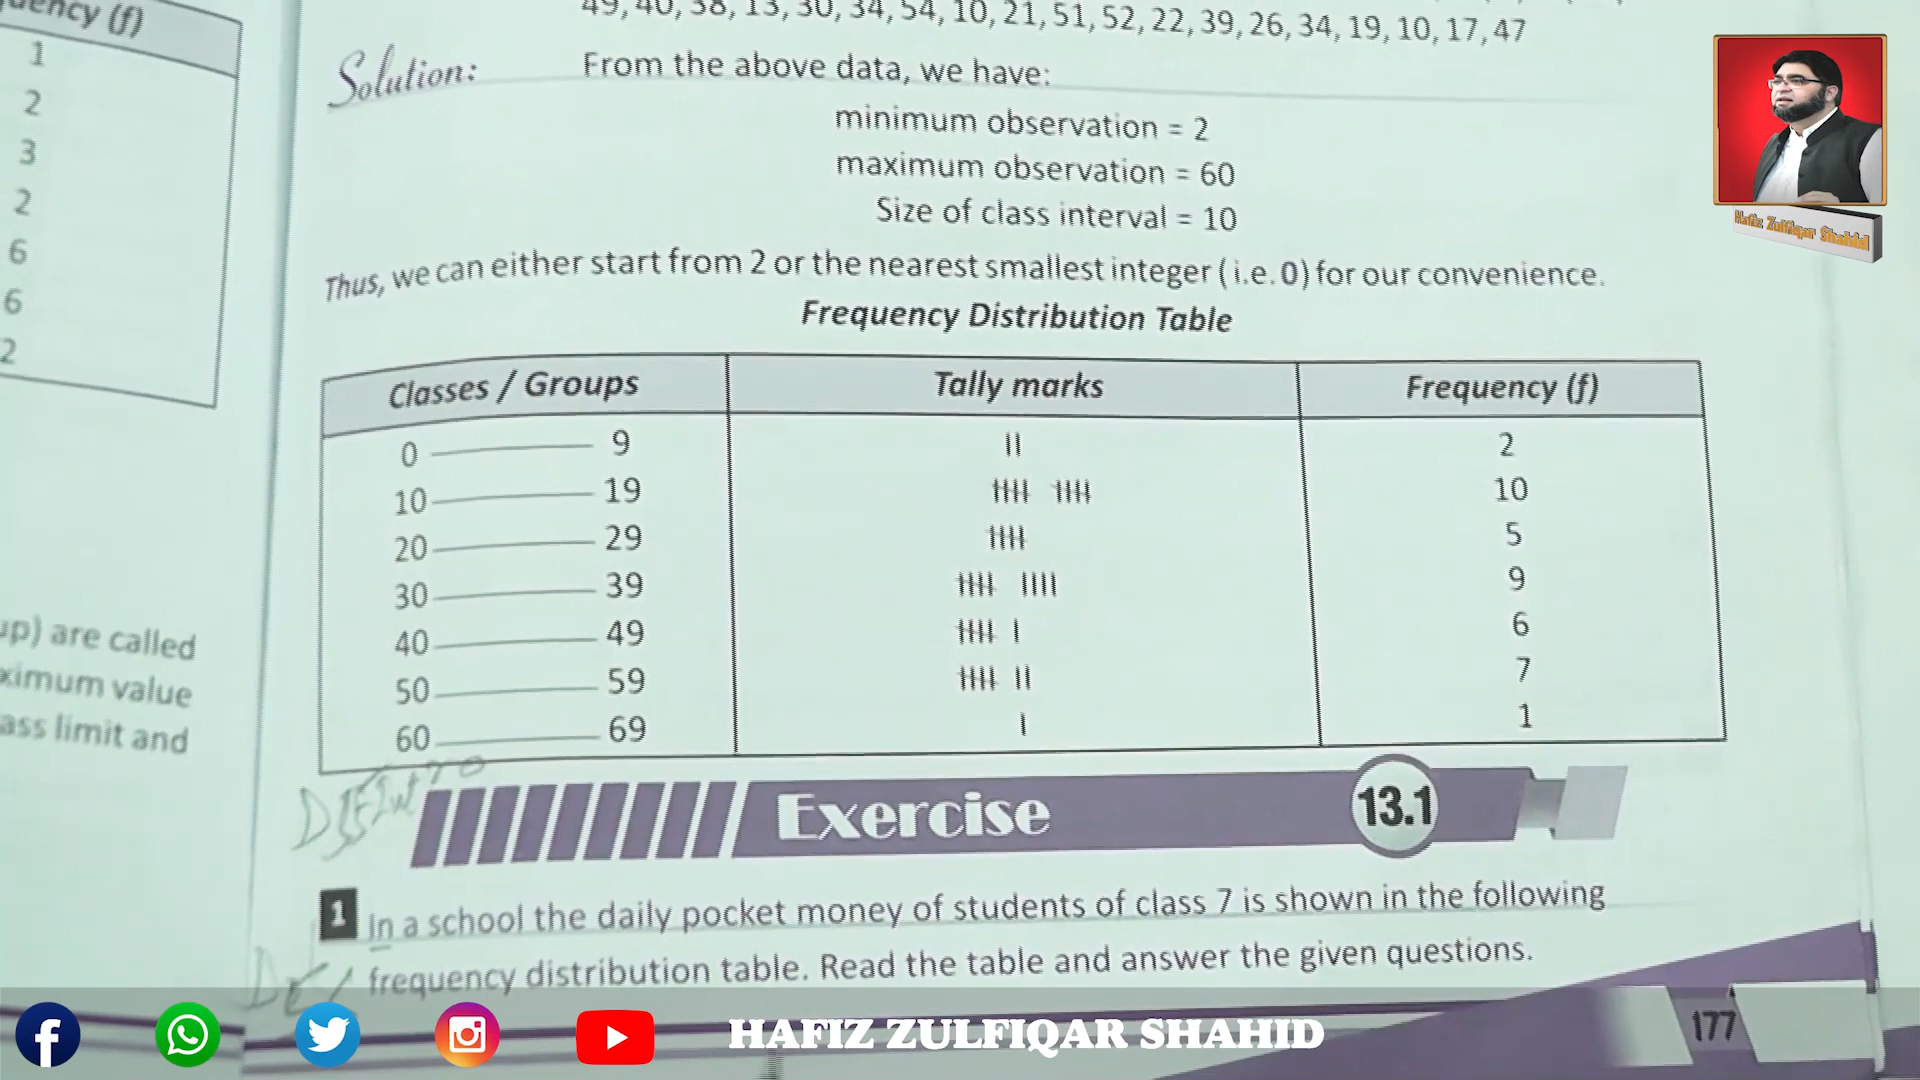 uency (f)
1
2
3
2
6
6
2
up) are called
ximum value
ass limit and
49, 40, 38, 13, 30, 34, 54, 10, 21, 51, 52, 22, 39, 26, 34, 19, 10, 17, 47
Solution: From the above data, we have:
minimum observation = 2
maximum observation = 60
Size of class interval = 10
Thus, we can either start from 2 or the nearest smallest integer ( i.e. 0) for our convenience.
Frequency Distribution Table
Classes / Groups Tally marks Frequency (f)
0 9 2
10 19 10
20 29 5
30 39 9
40 49 6
50 59 7
60 69 1
Exercise 13.1
1 In a school the daily pocket money of students of class 7 is shown in the following
frequency distribution table. Read the table and answer the given questions.
177
Hafiz Zulfiqar Shahid
HAFIZ ZULFIQAR SHAHID